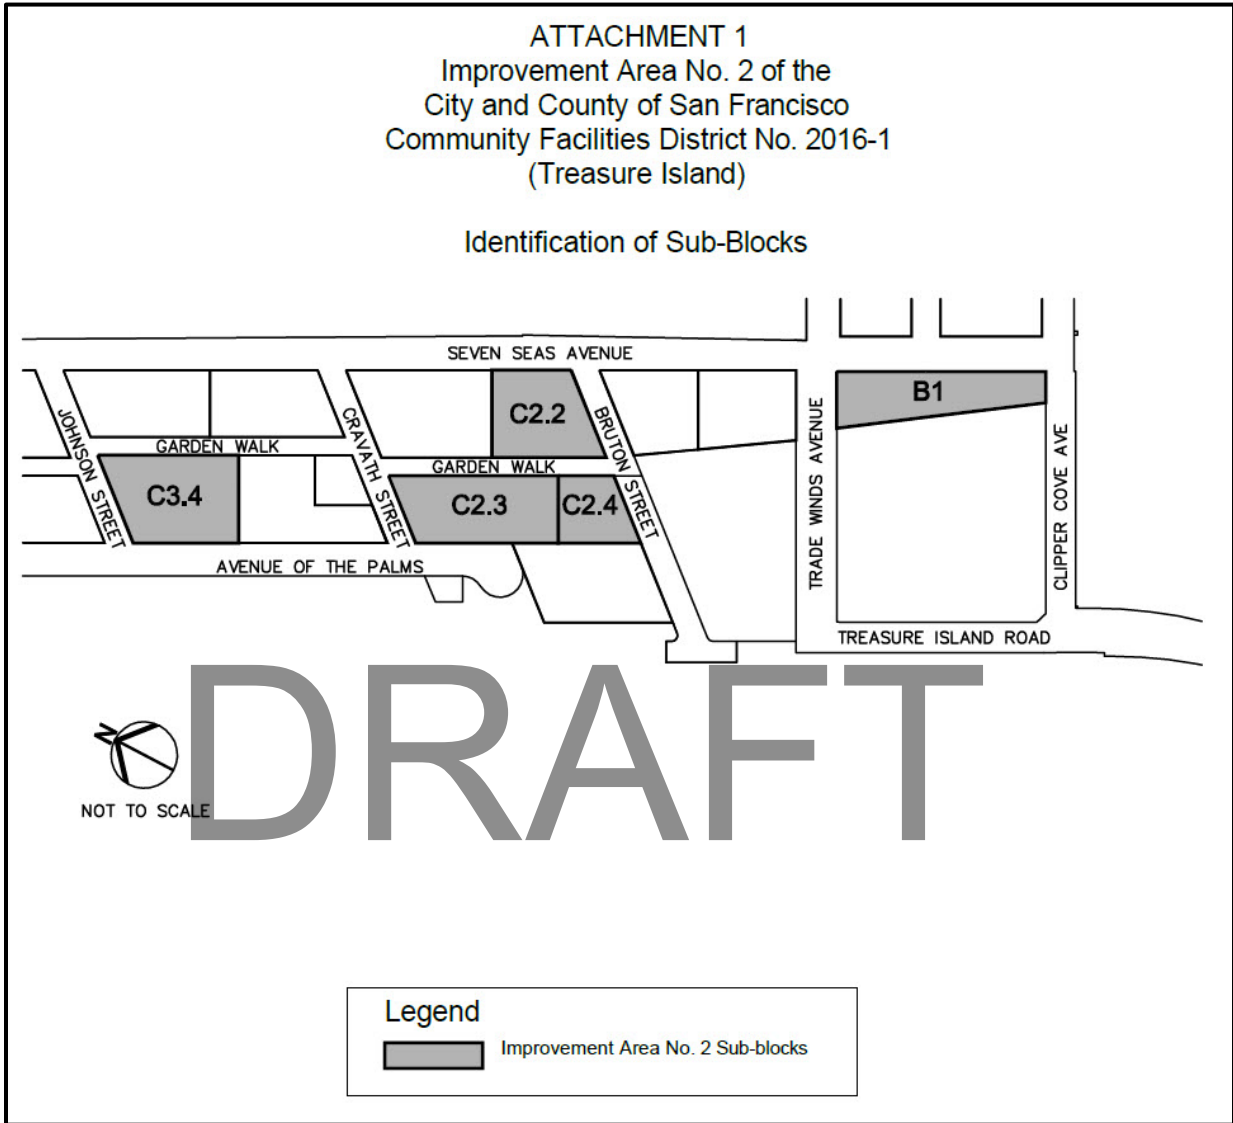 ATTACHMENT 1
Improvement Area No. 2 of the
City and County of San Francisco
Community Facilities District No. 2016-1
(Treasure Island)
Identification of Sub-Blocks
SEVEN SEAS AVENUE
B1
C2.2
JOHNSON STREET
CRAVATH STREET
BRUTON STREET
TRADE WINDS AVENUE
CLIPPER COVE AVE
GARDEN WALK
GARDEN WALK
C3.4
C2.3
C2.4
AVENUE OF THE PALMS
TREASURE ISLAND ROAD
DRAFT
N
NOT TO SCALE
Legend
Improvement Area No. 2 Sub-blocks